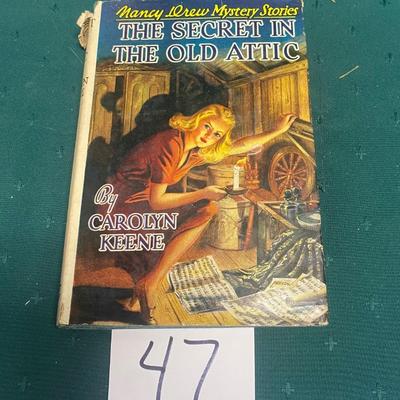 Nancy Drew Mystery Stories
THE SECRET IN
THE OLD ATTIC
By
CAROLYN
KEENE
47